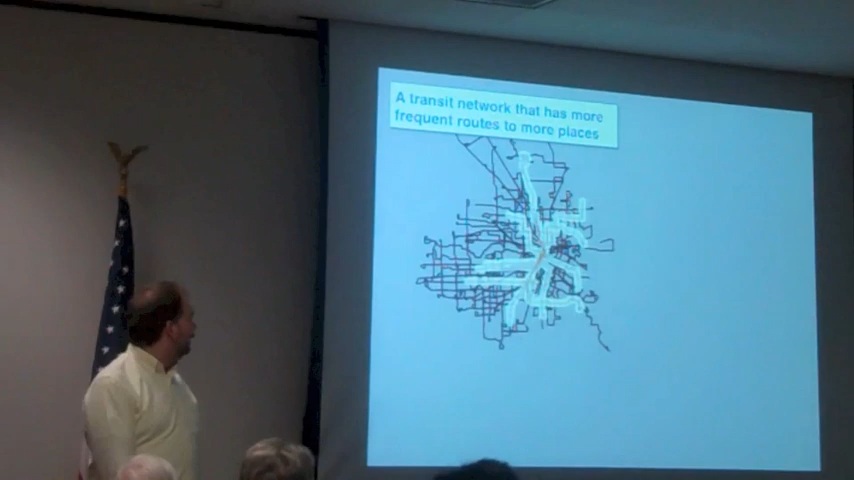 A transit network that has more
frequent routes to more places